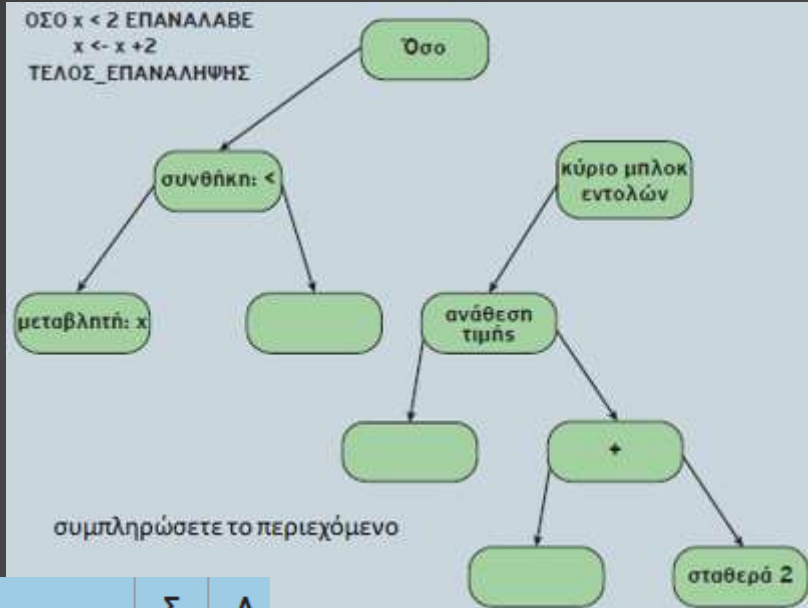 ΟΣΟ x < 2 ΕΠΑΝΑΛΑΒΕ
x <- x +2
ΤΕΛΟΣ_ΕΠΑΝΑΛΗΨΗΣ
Όσο
συνθήκη: <
κύριο μπλοκ
εντολών
μεταβλητή: x
ανάθεση
τιμής
+
συμπληρώσετε το περιεχόμενο
σταθερά 2
Σ Λ